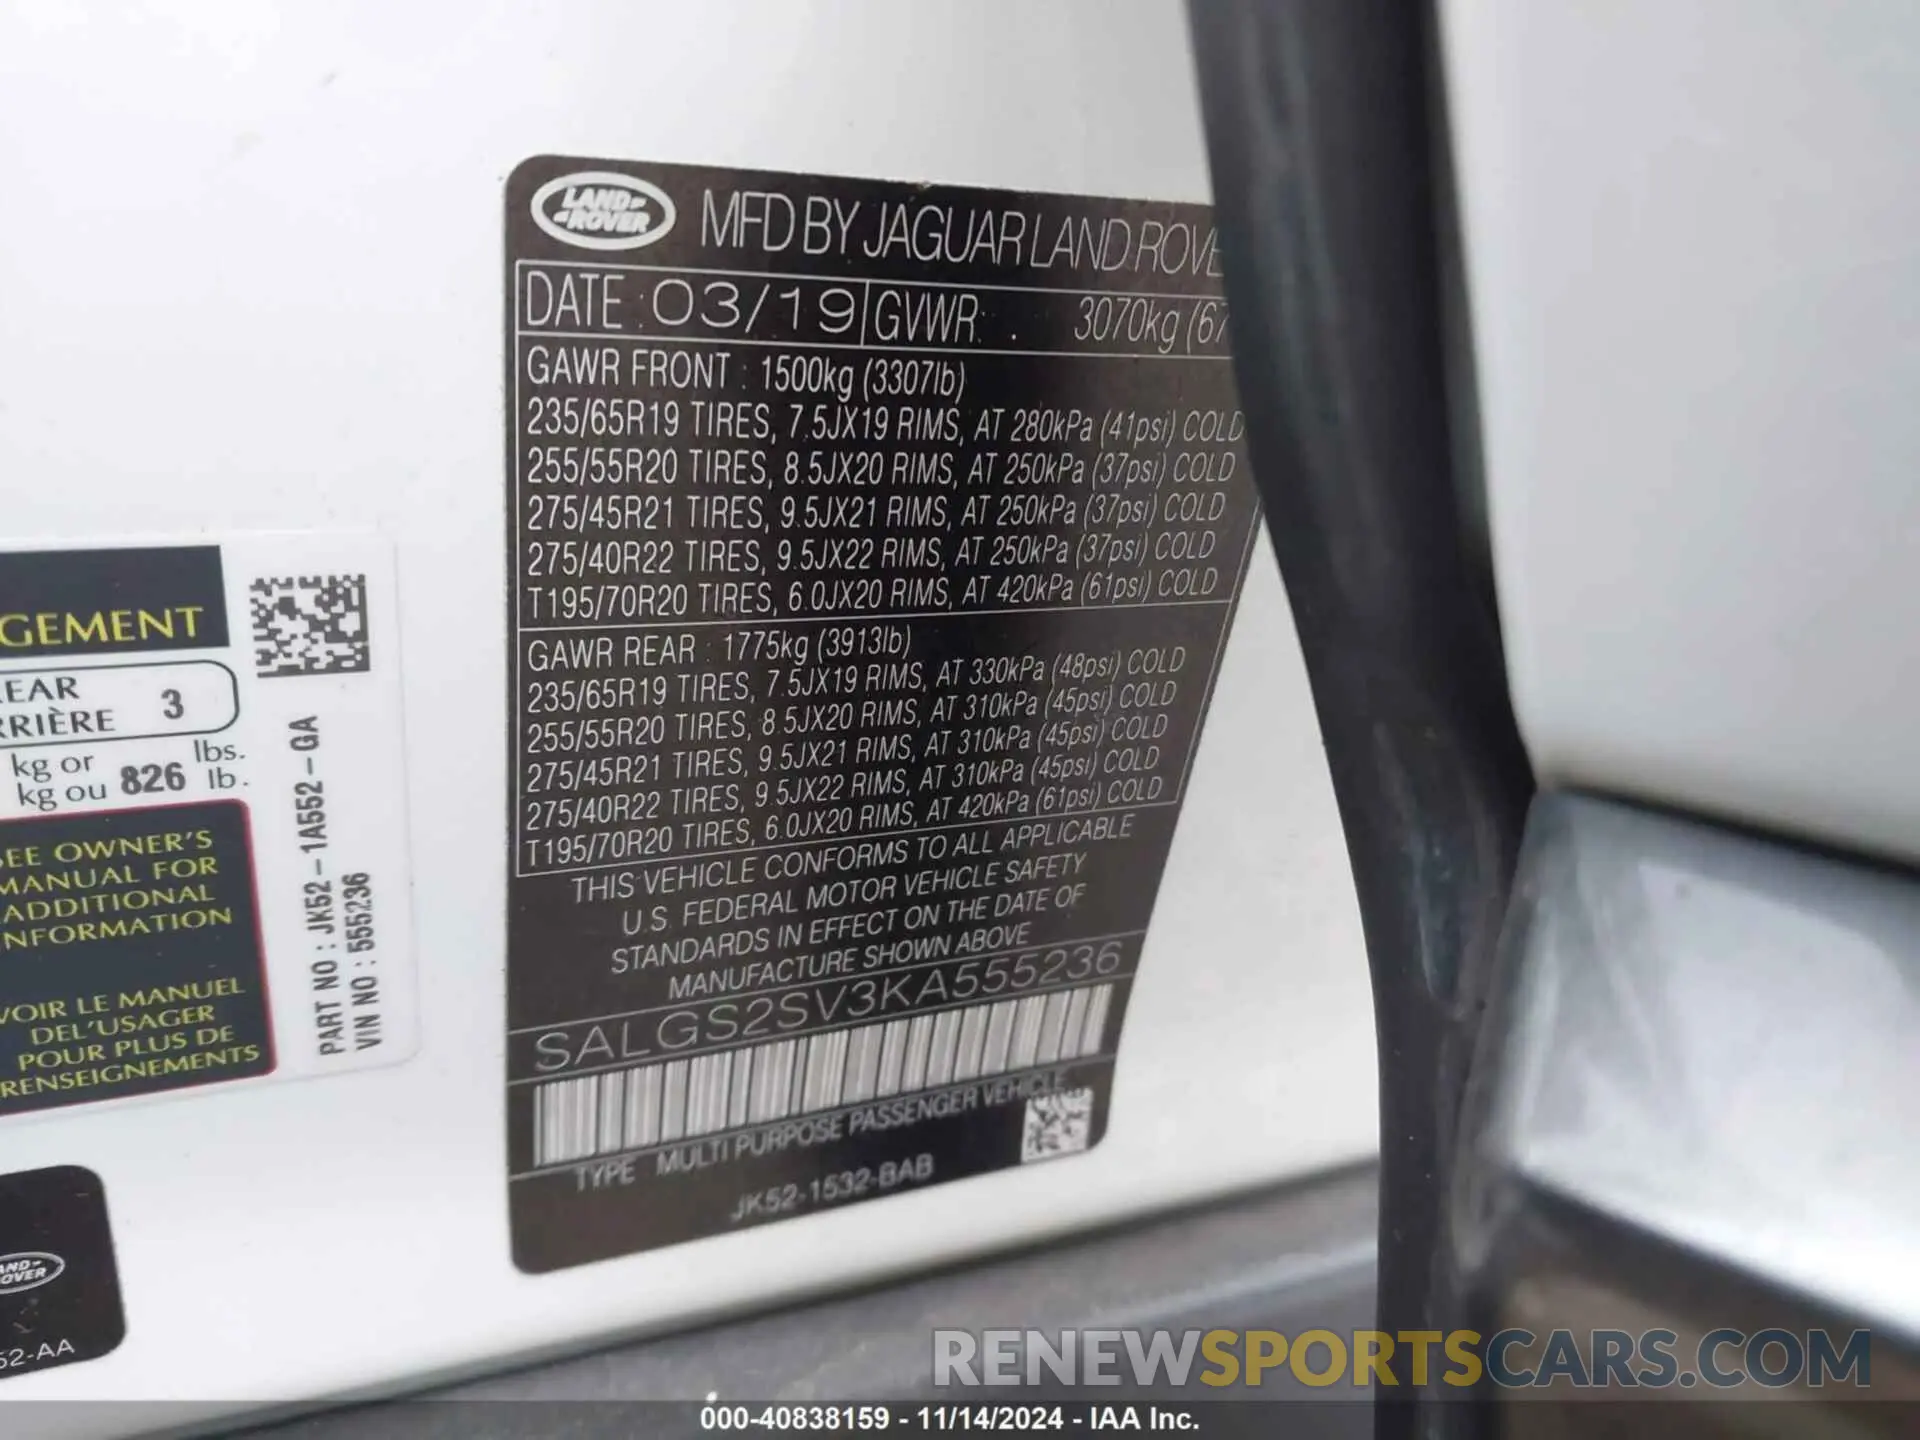 LAND-
-ROVER
MFD BY JAGUAR LAND ROVE
DATE : 03/19 GVWR : . 3070kg (67
GAWR FRONT : 1500kg (3307lb)
235/65R19 TIRES, 7.5JX19 RIMS, AT 280kPa (41psi) COLD
255/55R20 TIRES, 8.5JX20 RIMS, AT 250kPa (37psi) COLD
275/45R21 TIRES, 9.5JX21 RIMS, AT 250kPa (37psi) COLD
275/40R22 TIRES, 9.5JX22 RIMS, AT 250kPa (37psi) COLD
T195/70R20 TIRES, 6.0JX20 RIMS, AT 420kPa (61psi) COLD
GAWR REAR : 1775kg (3913lb)
235/65R19 TIRES, 7.5JX19 RIMS, AT 330kPa (48psi) COLD
255/55R20 TIRES, 8.5JX20 RIMS, AT 310kPa (45psi) COLD
275/45R21 TIRES, 9.5JX21 RIMS, AT 310kPa (45psi) COLD
275/40R22 TIRES, 9.5JX22 RIMS, AT 310kPa (45psi) COLD
T195/70R20 TIRES, 6.0JX20 RIMS, AT 420kPa (61psi) COLD
THIS VEHICLE CONFORMS TO ALL APPLICABLE
U.S. FEDERAL MOTOR VEHICLE SAFETY
STANDARDS IN EFFECT ON THE DATE OF
MANUFACTURE SHOWN ABOVE
SALGS2SV3KA555236
TYPE MULTI PURPOSE PASSENGER VEHICLE
JK52-1532-BAB
GEMENT
EAR
RRIÈRE 3
kg or lbs.
kg ou 826 lb.
SEE OWNER'S
MANUAL FOR
ADDITIONAL
INFORMATION
VOIR LE MANUEL
DEL'USAGER
POUR PLUS DE
RENSEIGNEMENTS
PART NO : JK52-1A552-GA
VIN NO : 555236
AND-
OVER
52-AA
RENEWSPORTSCARS.COM
000-40838159 - 11/14/2024 - IAA Inc.